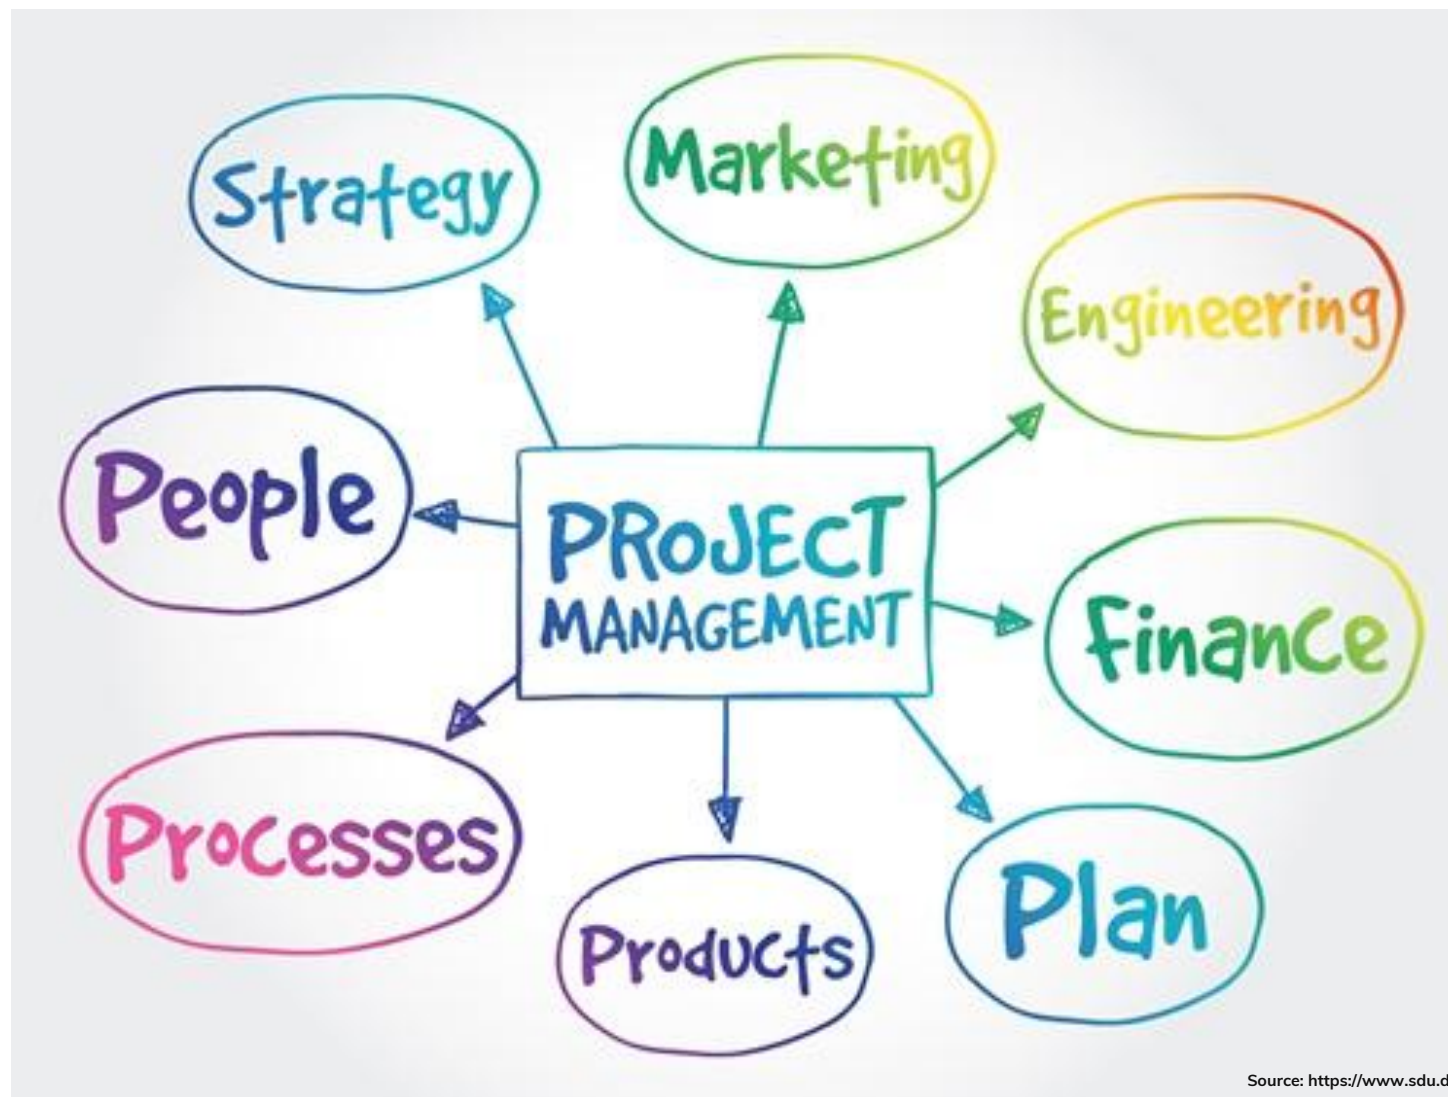 Marketing
Strategy
Engineering
People
PROJECT
MANAGEMENT
Finance
Processes
Plan
Products
Source: https://www.sdu.d